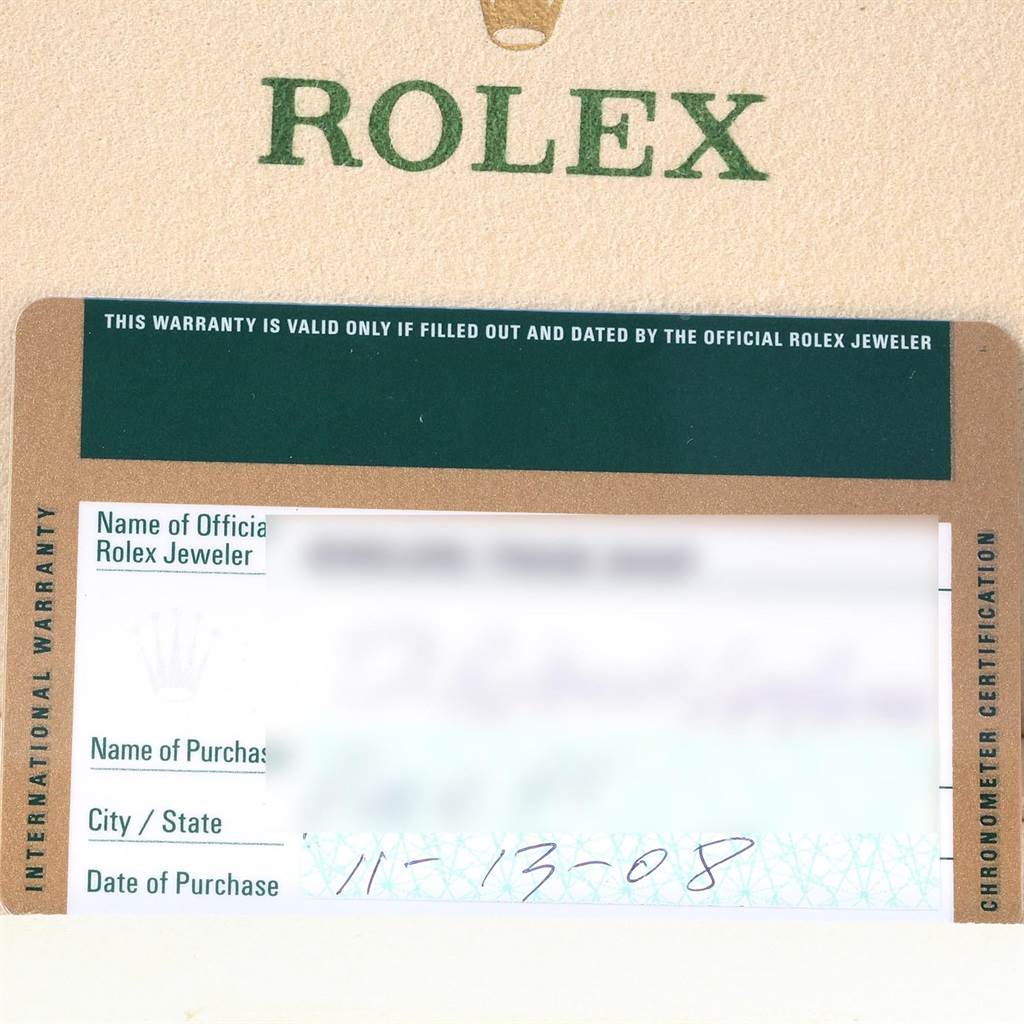 ROLEX
THIS WARRANTY IS VALID ONLY IF FILLED OUT AND DATED BY THE OFFICIAL ROLEX JEWELER
INTERNATIONAL WARRANTY
Name of Officia
Rolex Jeweler
Name of Purchas
City / State
Date of Purchase 11-13-08
CHRONOMETER CERTIFICATION